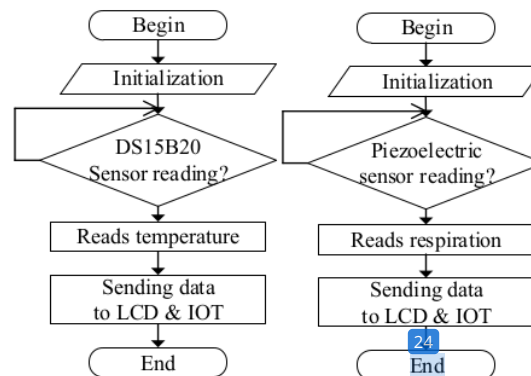 Begin
Initialization
DS15B20
Sensor reading?
Reads temperature
Sending data
to LCD & IOT
End
Begin
Initialization
Piezoelectric
sensor reading?
Reads respiration
Sending data
to LCD & IOT
24
End